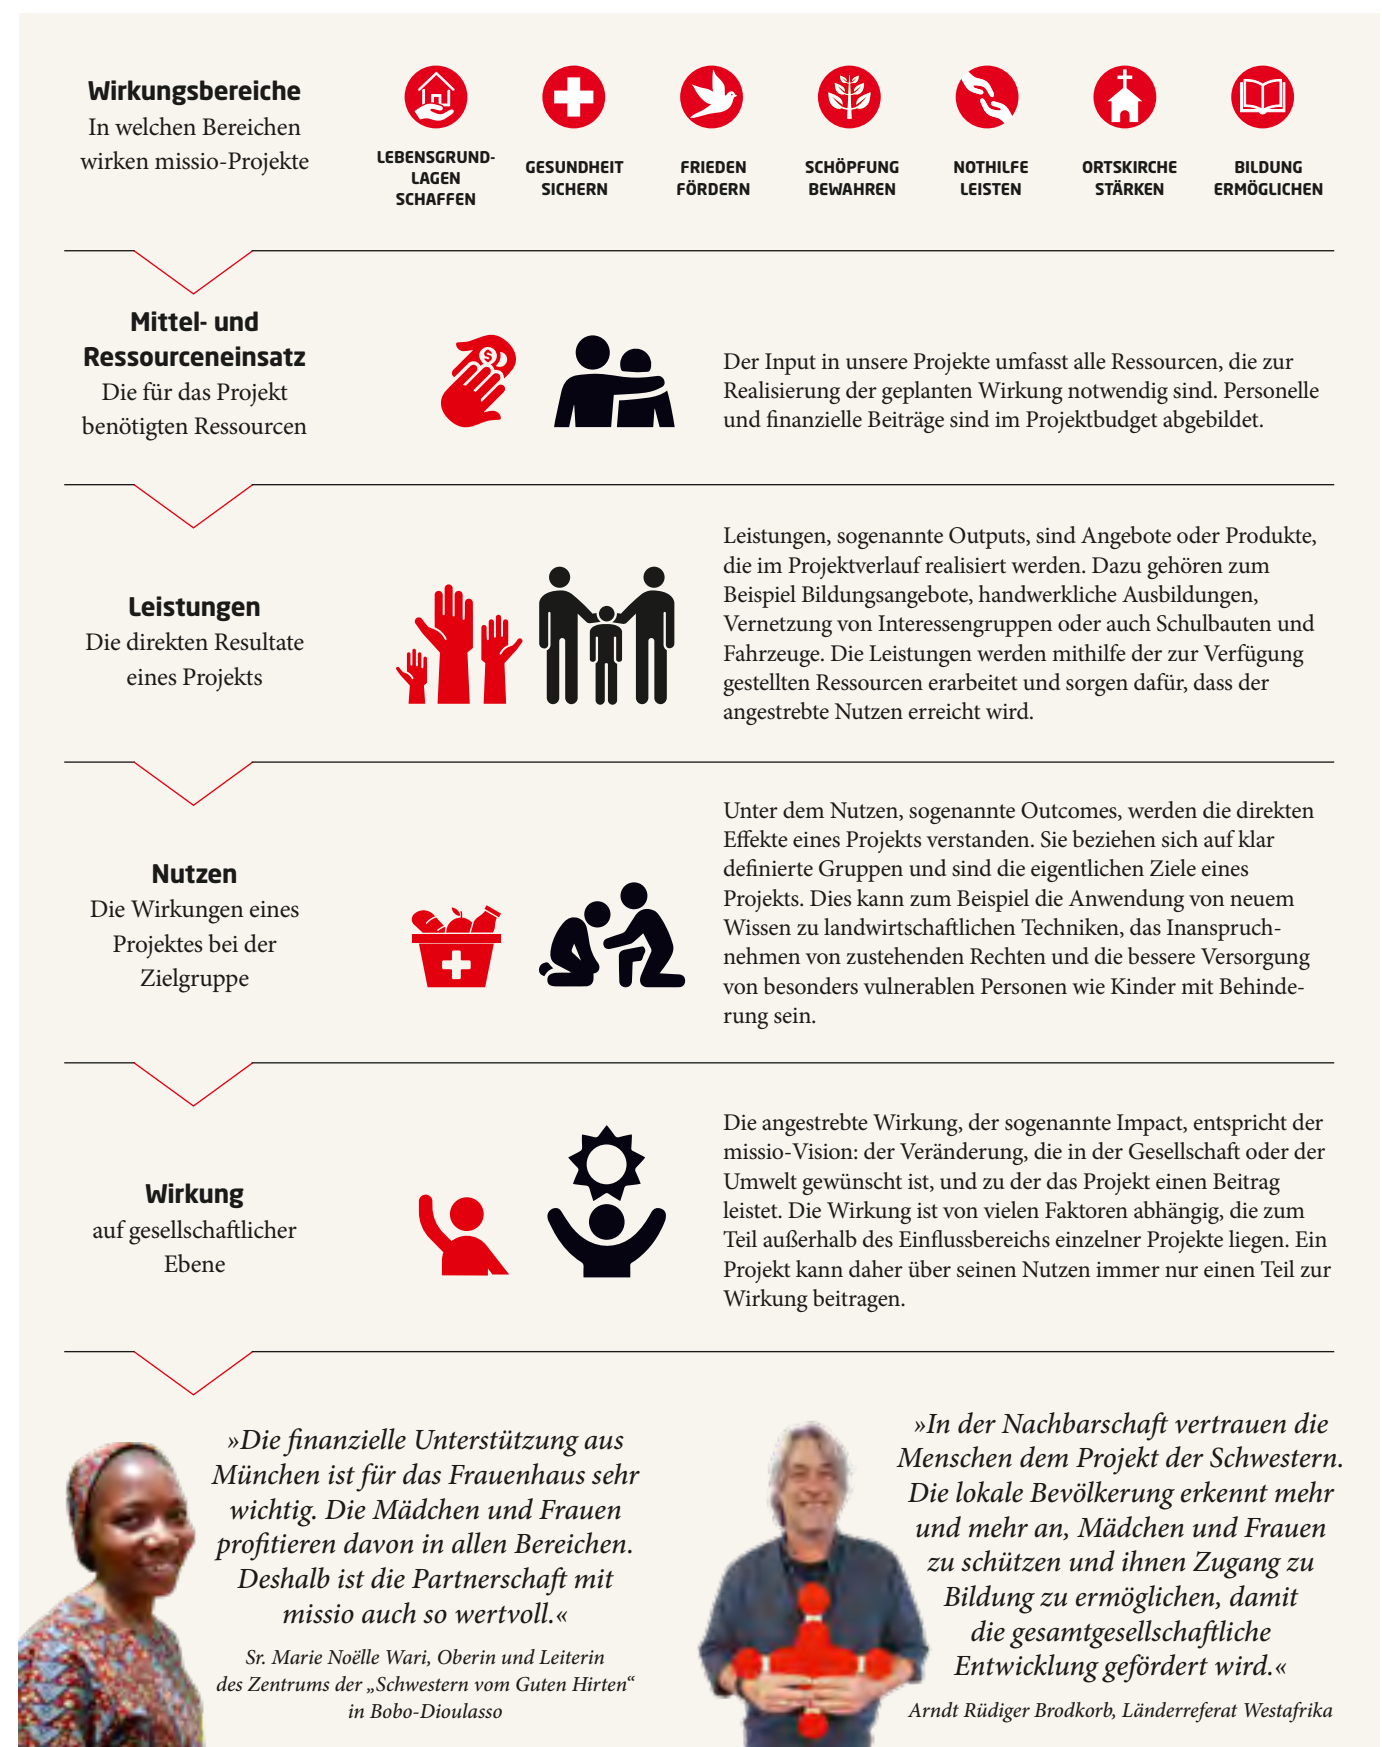 Wirkungsbereiche
In welchen Bereichen
wirken missio-Projekte
LEBENSGRUND-
LAGEN
SCHAFFEN
GESUNDHEIT
SICHERN
FRIEDEN
FÖRDERN
SCHÖPFUNG
BEWAHREN
NOTHILFE
LEISTEN
ORTSKIRCHE
STÄRKEN
BILDUNG
ERMÖGLICHEN
Mittel- und
Ressourceneinsatz
Die für das Projekt
benötigten Ressourcen
$
Der Input in unsere Projekte umfasst alle Ressourcen, die zur
Realisierung der geplanten Wirkung notwendig sind. Personelle
und finanzielle Beiträge sind im Projektbudget abgebildet.
Leistungen
Die direkten Resultate
eines Projekts
Leistungen, sogenannte Outputs, sind Angebote oder Produkte,
die im Projektverlauf realisiert werden. Dazu gehören zum
Beispiel Bildungsangebote, handwerkliche Ausbildungen,
Vernetzung von Interessengruppen oder auch Schulbauten und
Fahrzeuge. Die Leistungen werden mithilfe der zur Verfügung
gestellten Ressourcen erarbeitet und sorgen dafür, dass der
angestrebte Nutzen erreicht wird.
Nutzen
Die Wirkungen eines
Projektes bei der
Zielgruppe
Unter dem Nutzen, sogenannte Outcomes, werden die direkten
Effekte eines Projekts verstanden. Sie beziehen sich auf klar
definierte Gruppen und sind die eigentlichen Ziele eines
Projekts. Dies kann zum Beispiel die Anwendung von neuem
Wissen zu landwirtschaftlichen Techniken, das Inanspruch-
nehmen von zustehenden Rechten und die bessere Versorgung
von besonders vulnerablen Personen wie Kinder mit Behinde-
rung sein.
Wirkung
auf gesellschaftlicher
Ebene
Die angestrebte Wirkung, der sogenannte Impact, entspricht der
missio-Vision: der Veränderung, die in der Gesellschaft oder der
Umwelt gewünscht ist, und zu der das Projekt einen Beitrag
leistet. Die Wirkung ist von vielen Faktoren abhängig, die zum
Teil außerhalb des Einflussbereichs einzelner Projekte liegen. Ein
Projekt kann daher über seinen Nutzen immer nur einen Teil zur
Wirkung beitragen.
»Die finanzielle Unterstützung aus
München ist für das Frauenhaus sehr
wichtig. Die Mädchen und Frauen
profitieren davon in allen Bereichen.
Deshalb ist die Partnerschaft mit
missio auch so wertvoll.«
Sr. Marie Noëlle Wari, Oberin und Leiterin
des Zentrums der „Schwestern vom Guten Hirten“
in Bobo-Dioulasso
»In der Nachbarschaft vertrauen die
Menschen dem Projekt der Schwestern.
Die lokale Bevölkerung erkennt mehr
und mehr an, Mädchen und Frauen
zu schützen und ihnen Zugang zu
Bildung zu ermöglichen, damit
die gesamtgesellschaftliche
Entwicklung gefördert wird.«
Arndt Rüdiger Brodkorb, Länderreferat Westafrika